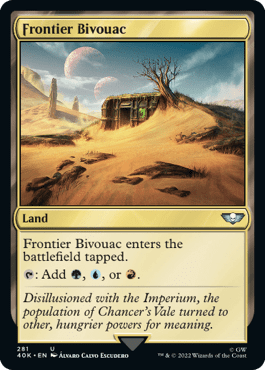 Frontier Bivouac
Land
Frontier Bivouac enters the
battlefield tapped.
: Add , , or .
Disillusioned with the Imperium, the
population of Chancer's Vale turned to
other, hungrier powers for meaning.
281 U
40K • EN Álvaro Calvo Escudero
© GW
™ & © 2022 Wizards of the Coast